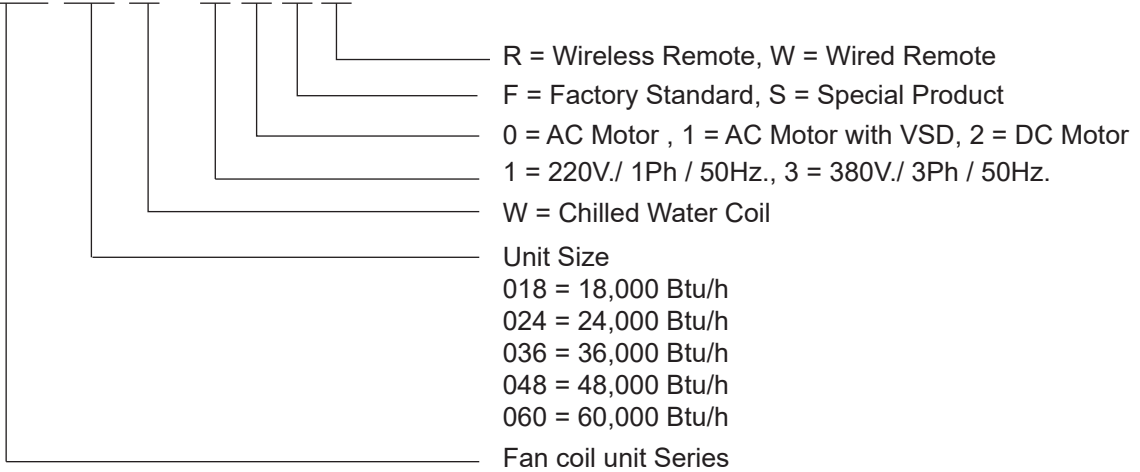 R = Wireless Remote, W = Wired Remote
F = Factory Standard, S = Special Product
0 = AC Motor , 1 = AC Motor with VSD, 2 = DC Motor
1 = 220V./ 1Ph / 50Hz., 3 = 380V./ 3Ph / 50Hz.
W = Chilled Water Coil
Unit Size
018 = 18,000 Btu/h
024 = 24,000 Btu/h
036 = 36,000 Btu/h
048 = 48,000 Btu/h
060 = 60,000 Btu/h
Fan coil unit Series